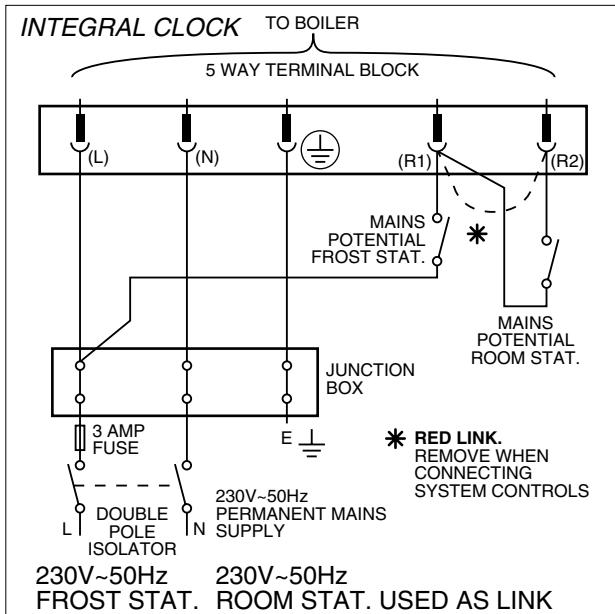 INTEGRAL CLOCK
TO BOILER
5 WAY TERMINAL BLOCK
(L)
(N)
(R1)
(R2)
MAINS
POTENTIAL
FROST STAT.
✱
MAINS
POTENTIAL
ROOM STAT.
JUNCTION
BOX
3 AMP
FUSE
E
✱ RED LINK.
REMOVE WHEN
CONNECTING
SYSTEM CONTROLS
L
DOUBLE
POLE
ISOLATOR
N
230V~50Hz
PERMANENT MAINS
SUPPLY
230V~50Hz
FROST STAT.
230V~50Hz
ROOM STAT. USED AS LINK